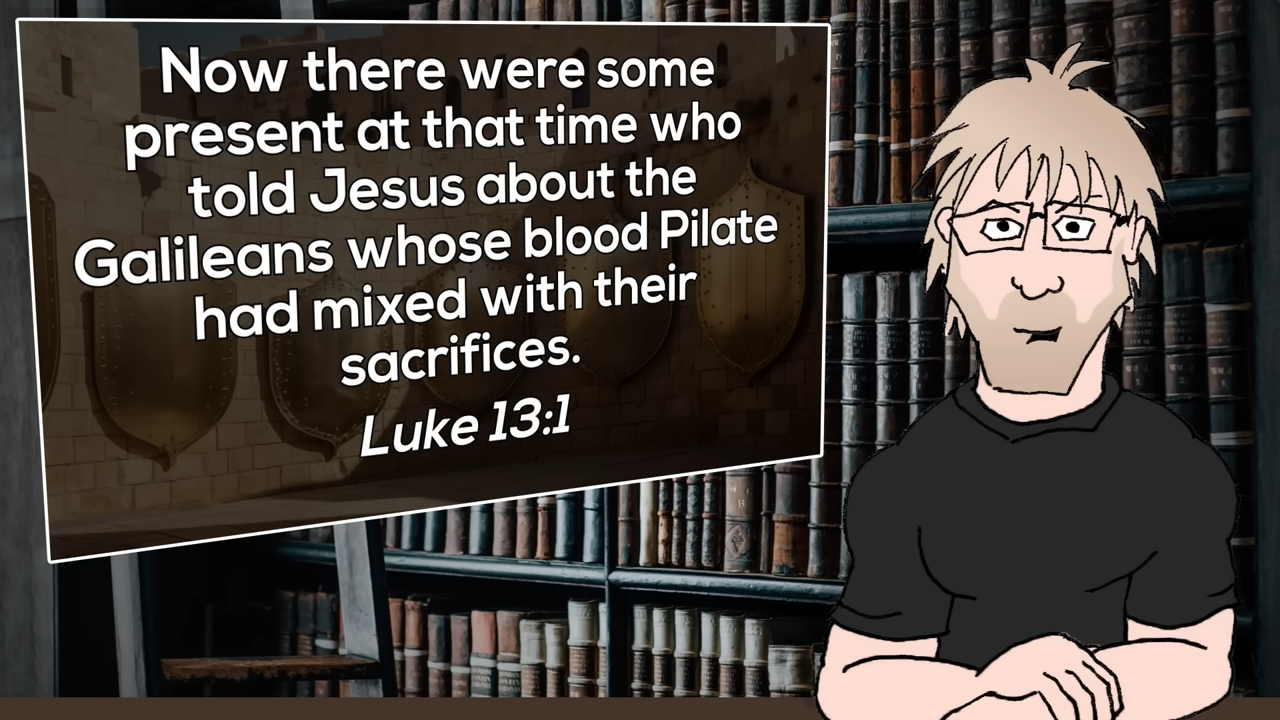 Now there were some
present at that time who
told Jesus about the
Galileans whose blood Pilate
had mixed with their
sacrifices.
Luke 13:1